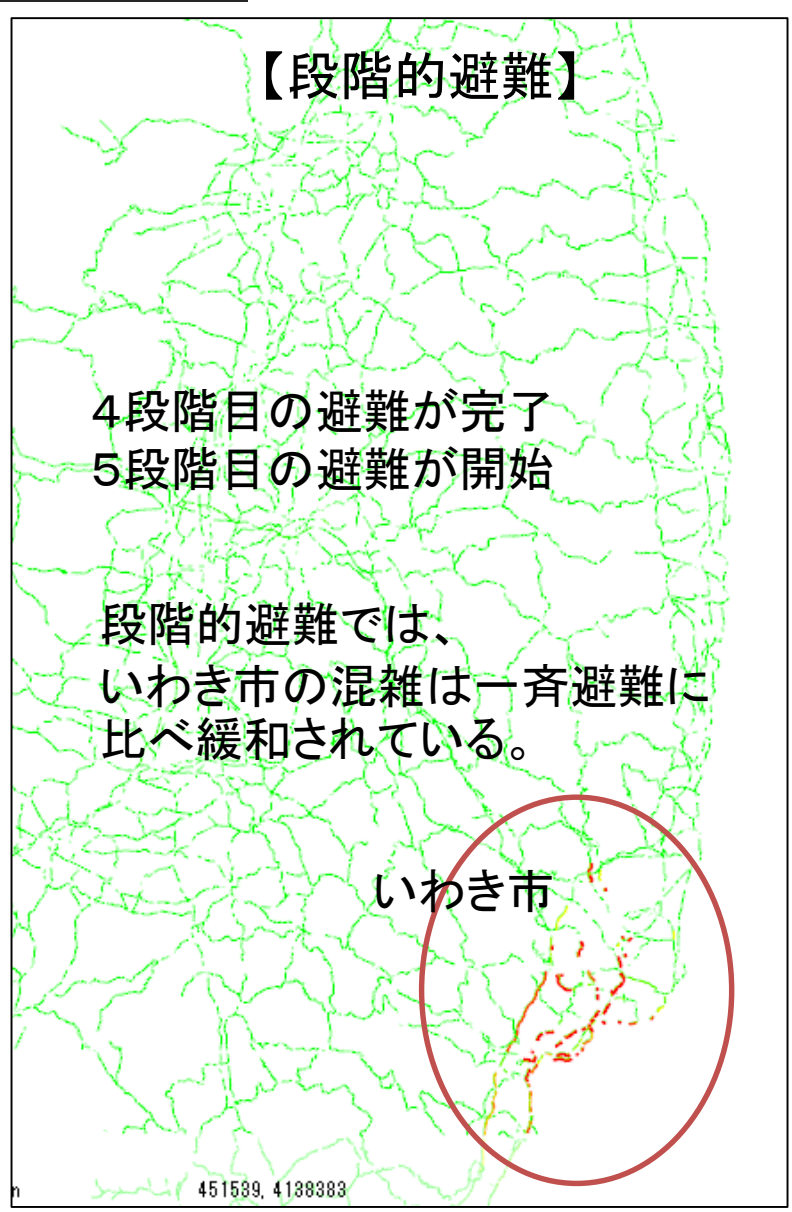 【段階的避難】
4段階目の避難が完了
5段階目の避難が開始
段階的避難では、
いわき市の混雑は一斉避難に
比べ緩和されている。
いわき市
n 451539, 4138383